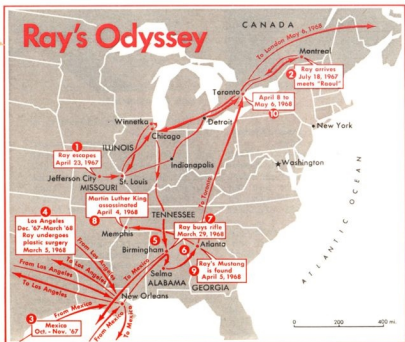 Ray's Odyssey
CANADA
To London May 6, 1968
Montreal
2
Ray arrives
July 18, 1967
meets "Raoul"
Toronto
April 8 to
May 6, 1968
10
Winnetka
Chicago
Detroit
New York
1
Ray escapes
April 23, 1967
ILLINOIS
Indianapolis
Washington
Jefferson City
St. Louis
MISSOURI
To Toronto
ATLANTIC OCEAN
Martin Luther King
assassinated
April 4, 1968
8
Memphis
TENNESSEE
7
4
Los Angeles
Dec. '67-March '68
Ray undergoes
plastic surgery
March 5, 1968
Ray buys rifle
March 29, 1968
5
6
Birmingham
Atlanta
9
Ray's Mustang
is found
April 5, 1968
Selma
ALABAMA
GEORGIA
From Los Angeles
To Los Angeles
From Los Angeles
To Los Angeles
To Mexico
New Orleans
From Mexico
From Mexico
To Mexico
3
Mexico
Oct. - Nov. '67
0
200
400 mi.